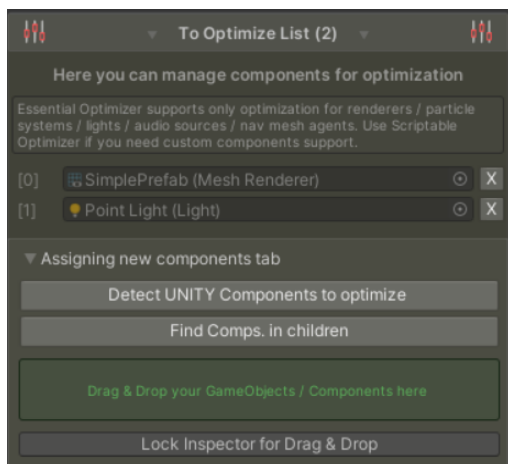 To Optimize List (2)
Here you can manage components for optimization
Essential Optimizer supports only optimization for renderers / particle
systems / lights / audio sources / nav mesh agents. Use Scriptable
Optimizer if you need custom components support.
[0] SimplePrefab (Mesh Renderer) X
[1] Point Light (Light) X
Assigning new components tab
Detect UNITY Components to optimize
Find Comps. in children
Drag & Drop your GameObjects / Components here
Lock Inspector for Drag & Drop